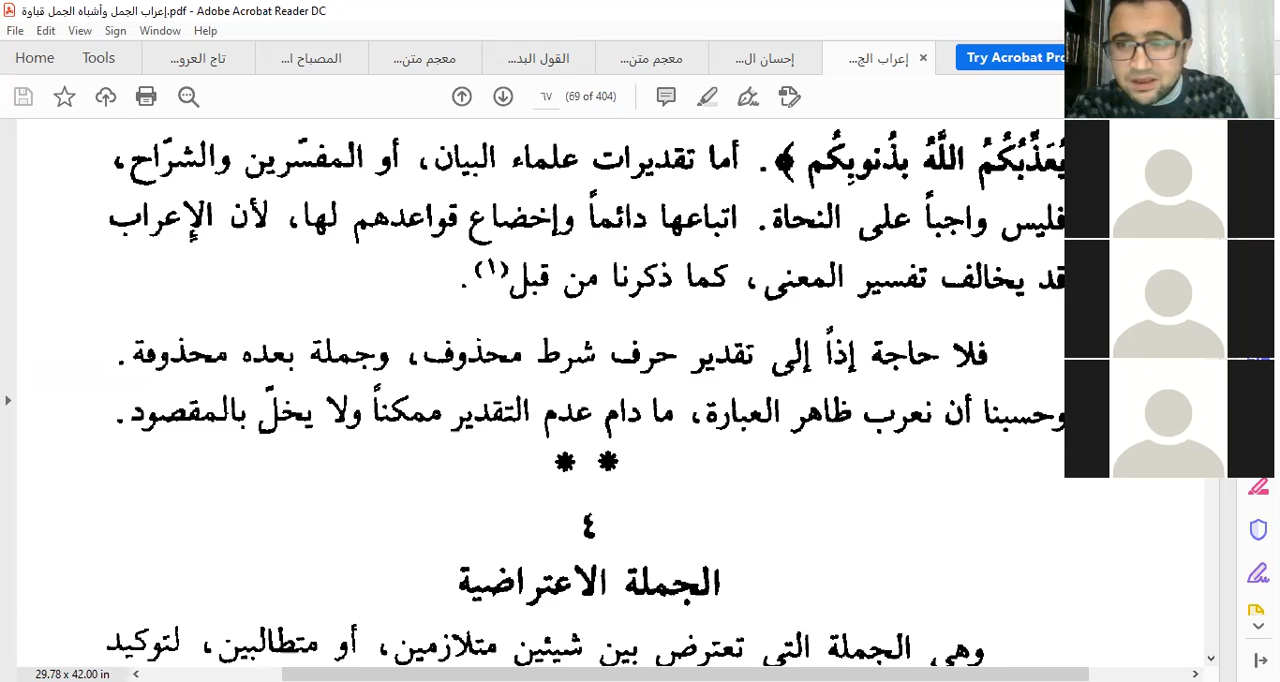 إعراب الجمل وأشباه الجمل قباوة.pdf - Adobe Acrobat Reader DC
File Edit View Sign Window Help
Home Tools تاج العرو... المصباح ا... معجم متن... القول البد... معجم متن... إحسان ال... إعراب الج... × Try Acrobat Pro
٦٧ (69 of 404)
يُعَذِّبُكُمُ اللَّهُ بذُنوبِكُم ﴾. أما تقديرات علماء البيان، أو المفسّرين والشرّاح،
فليس واجباً على النحاة. اتباعها دائماً وإخضاع قواعدهم لها، لأن الإعراب
قد يخالف تفسير المعنى، كما ذكرنا من قبل(١).
فلا حاجة إذاً إلى تقدير حرف شرط محذوف، وجملة بعده محذوفة.
وحسبنا أن نعرب ظاهر العبارة، ما دام عدم التقدير ممكناً ولا يخلّ بالمقصود.
* *
٤
الجملة الاعتراضية
وهي الجملة التي تعترض بين شيئين متلازمين، أو متطالبين، لتوكيد
29.78 x 42.00 in